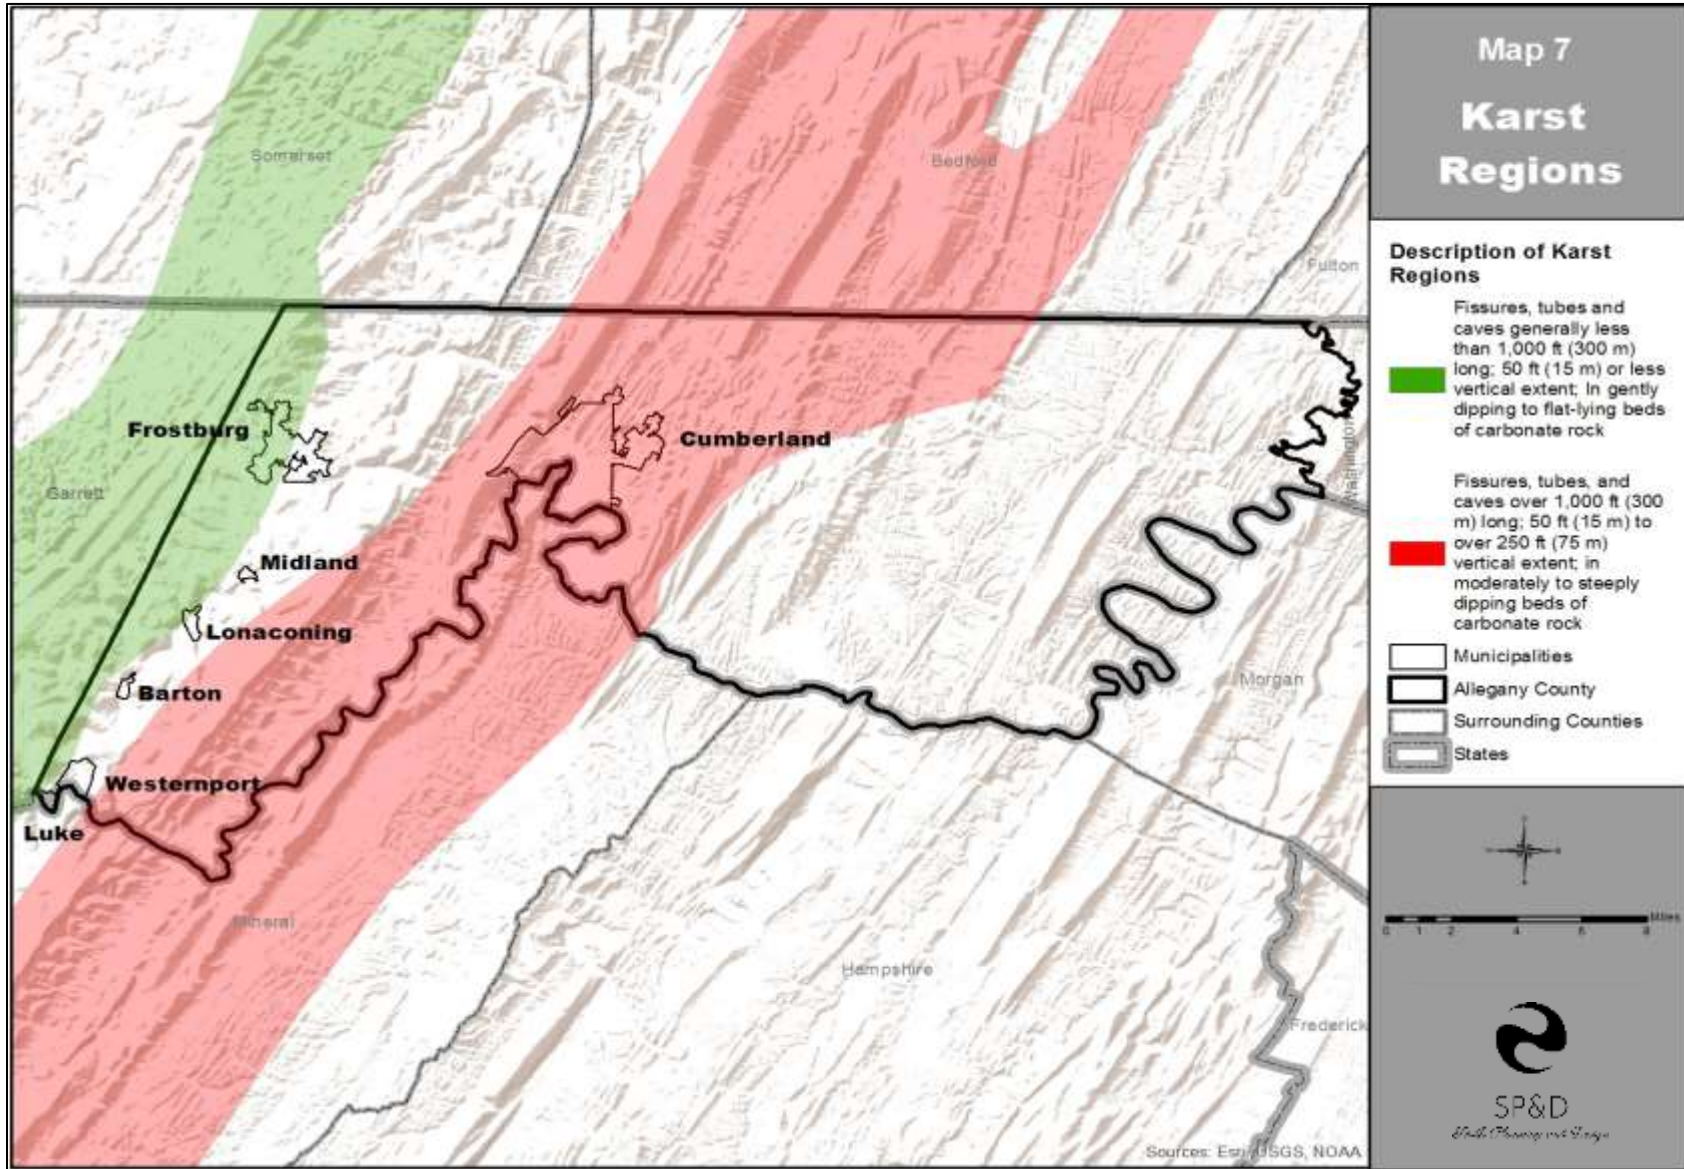 Map 7
Karst
Regions
Description of Karst
Regions
Fissures, tubes and
caves generally less
than 1,000 ft (300 m)
long; 50 ft (15 m) or less
vertical extent; In gently
dipping to flat-lying beds
of carbonate rock
Fissures, tubes, and
caves over 1,000 ft (300
m) long; 50 ft (15 m) to
over 250 ft (75 m)
vertical extent; in
moderately to steeply
dipping beds of
carbonate rock
Municipalities
Allegany County
Surrounding Counties
States
Miles
0 1 2 4 6 8
SP&D
Somerset
Bedford
Fulton
Frostburg
Cumberland
Washington
Garrett
Midland
Lonaconing
Barton
Morgan
Westernport
Luke
Mineral
Hampshire
Frederick
Sources: Esri, USGS, NOAA